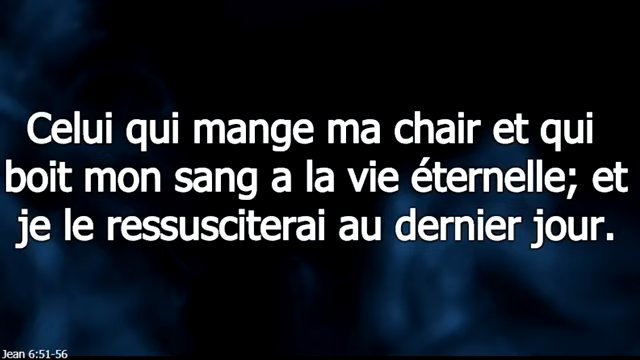 Celui qui mange ma chair et qui
boit mon sang a la vie éternelle; et
je le ressusciterai au dernier jour.
Jean 6:51-56